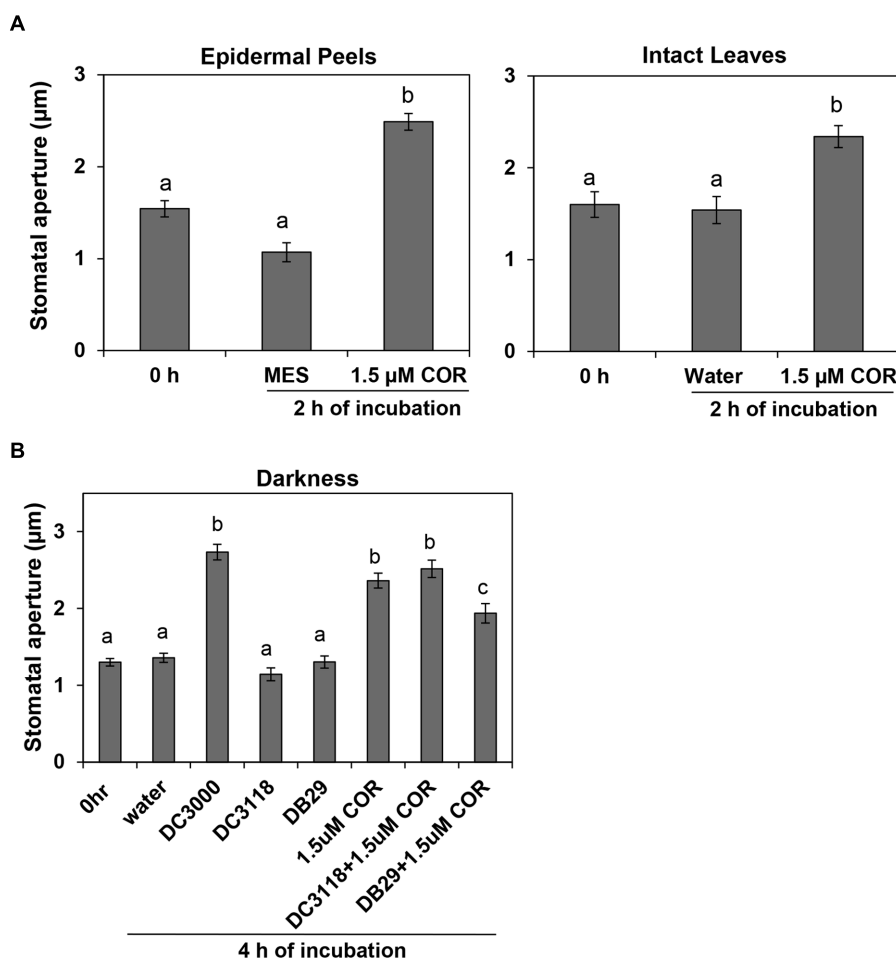 A
Epidermal Peels
Stomatal aperture (µm)
3
2
1
0
a
a
b
0 h
MES
1.5 µM COR
2 h of incubation
Intact Leaves
3
2
1
0
a
a
b
0 h
Water
1.5 µM COR
2 h of incubation
B
Darkness
Stomatal aperture (µm)
3
2
1
0
a
a
b
a
a
b
b
c
0hr
water
DC3000
DC3118
DB29
1.5uM COR
DC3118+1.5uM COR
DB29+1.5uM COR
4 h of incubation